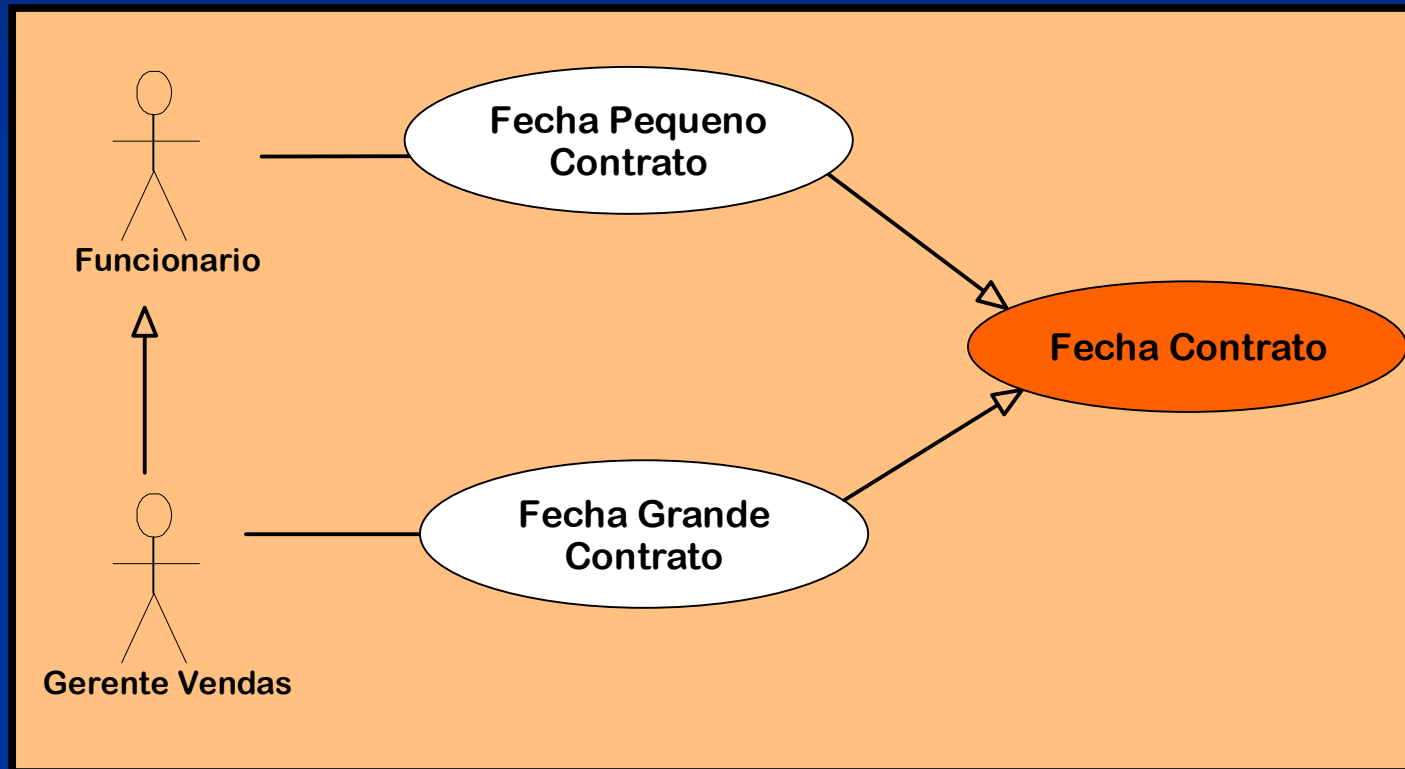 Fecha Pequeno
Contrato
Funcionario
Fecha Contrato
Fecha Grande
Contrato
Gerente Vendas